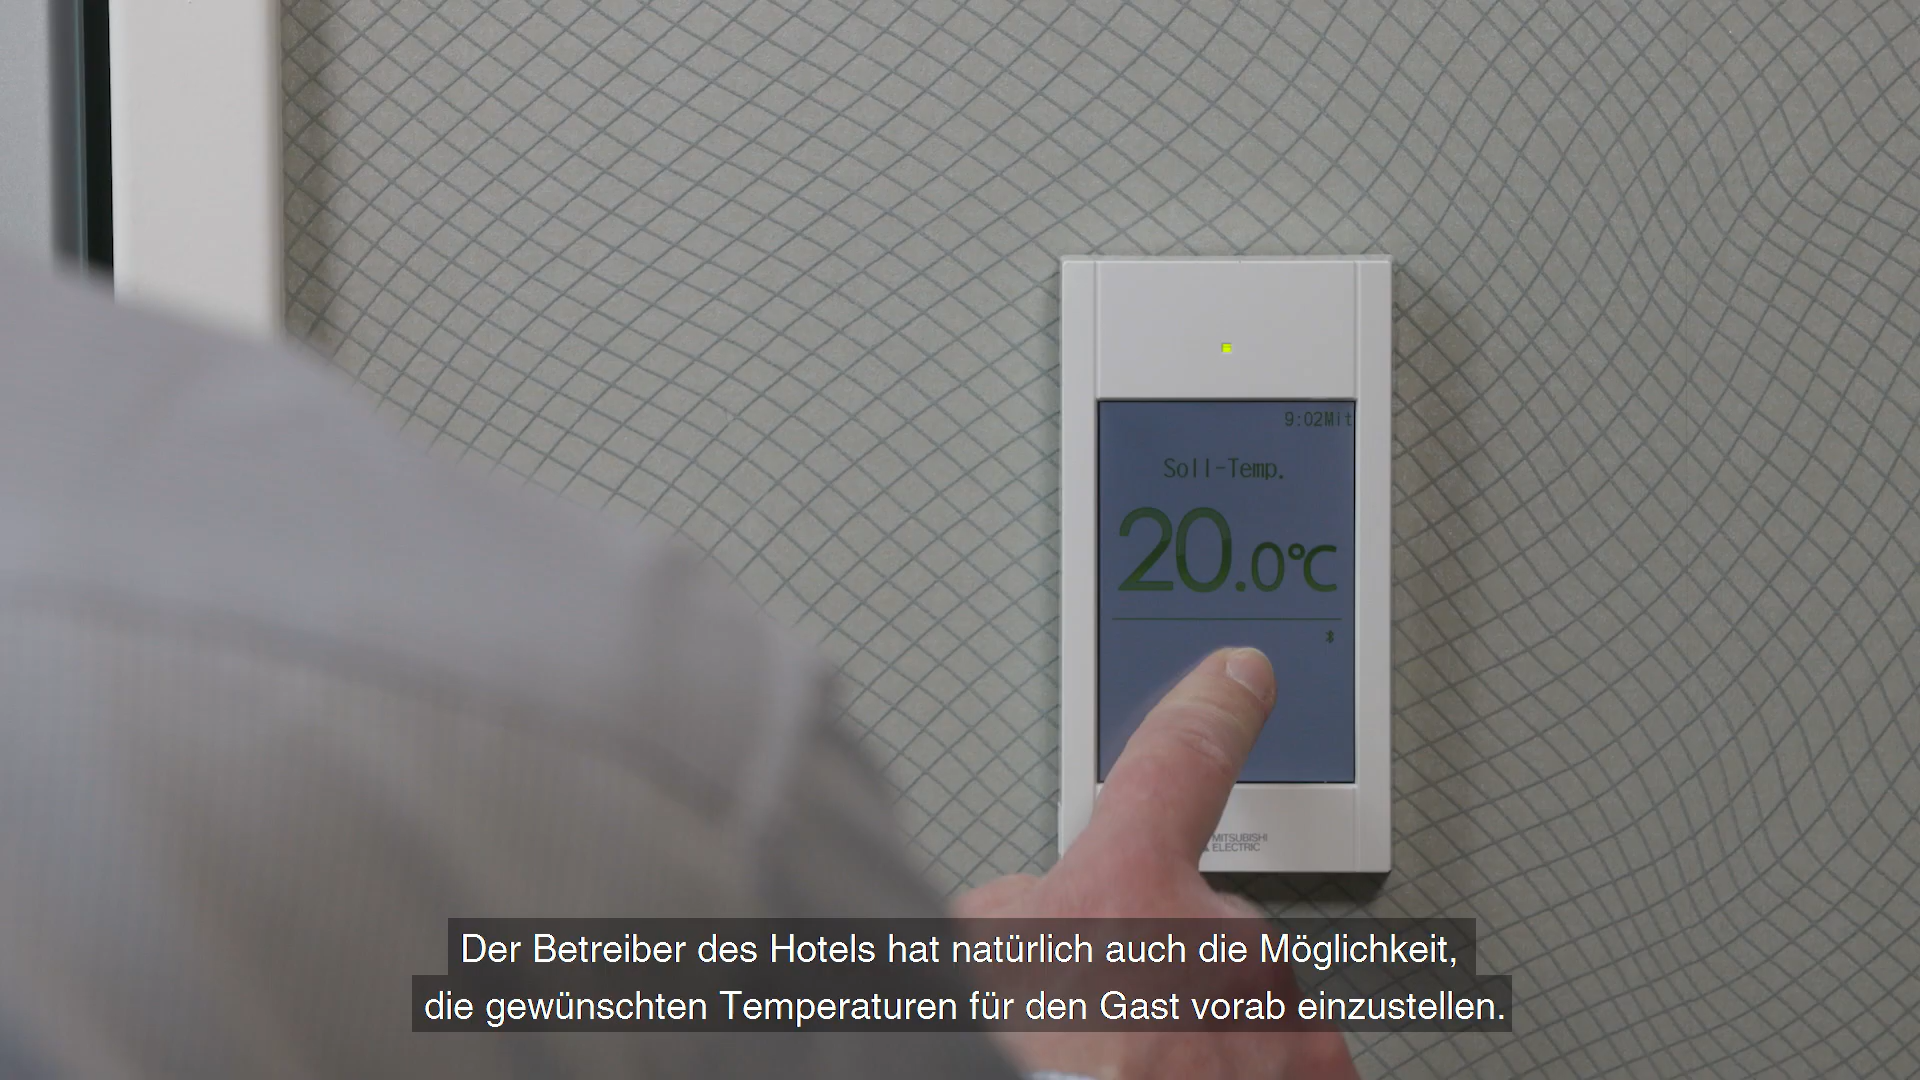 9:02Mit
Soll-Temp.
20.0°C
MITSUBISHI
ELECTRIC
Der Betreiber des Hotels hat natürlich auch die Möglichkeit,
die gewünschten Temperaturen für den Gast vorab einzustellen.